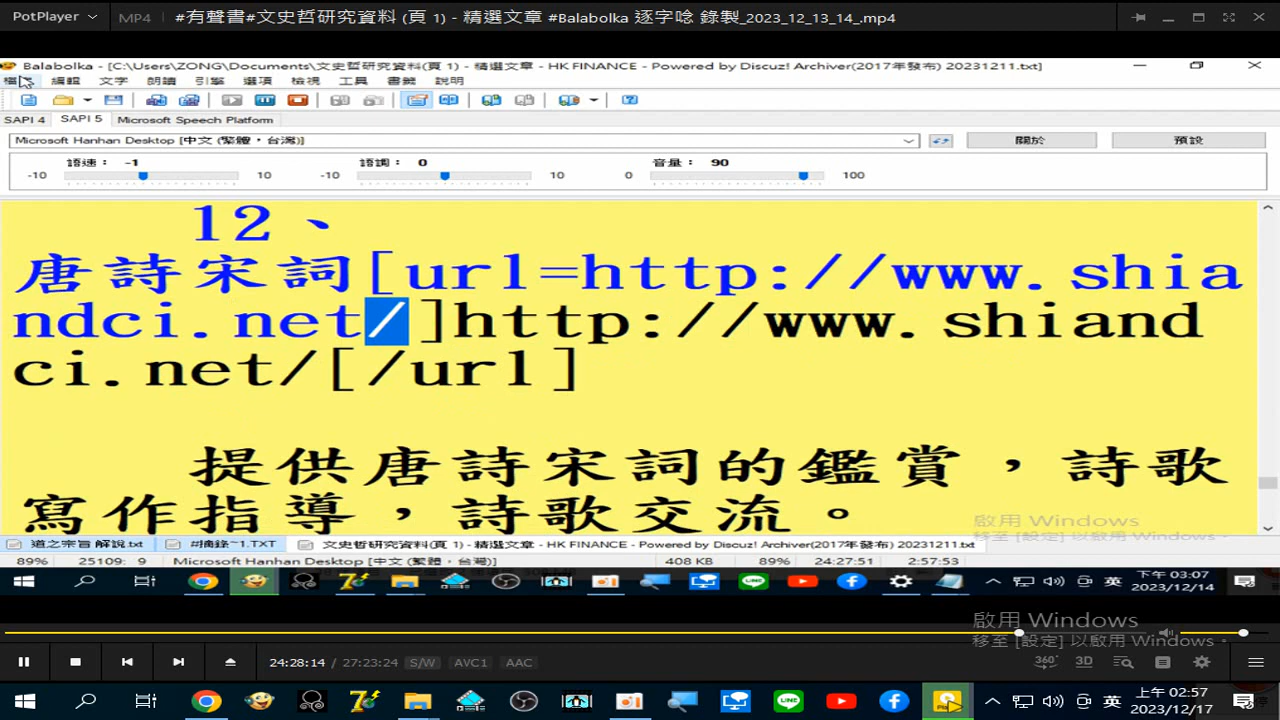 PotPlayer
MP4
#有聲書#文史哲研究資料 (頁 1) - 精選文章 #Balabolka 逐字唸 錄製_2023_12_13_14_.mp4
Balabolka - [C:\Users\ZONG\Documents\文史哲研究資料(頁 1) - 精選文章 - HK FINANCE - Powered by Discuz! Archiver(2017年發布) 20231211.txt]
檔案 編輯 文字 朗讀 引擎 選項 檢視 工具 書籤 說明
SAPI 4 SAPI 5 Microsoft Speech Platform
Microsoft Hanhan Desktop [中文 (繁體，台灣)]
關於
預設
語速： -1 語調： 0 音量： 90
-10 10 -10 10 0 100
12、
唐詩宋詞[url=http://www.shia
ndci.net/]http://www.shiand
ci.net/[/url]
提供唐詩宋詞的鑑賞，詩歌
寫作指導，詩歌交流。
啟用 Windows
移至 [設定] 以啟用 Windows。
道之宗旨 解說.txt #摘錄~1.TXT 文史哲研究資料(頁 1) - 精選文章 - HK FINANCE - Powered by Discuz! Archiver(2017年發布) 20231211.txt
89% 25109: 9 Microsoft Hanhan Desktop [中文 (繁體，台灣)] 408 KB 89% 24:27:51 2:57:53
英 下午 03:07
2023/12/14
啟用 Windows
移至 [設定] 以啟用 Windows。
24:28:14 / 27:23:24 S/W AVC1 AAC
360° 3D
英 上午 02:57
2023/12/17